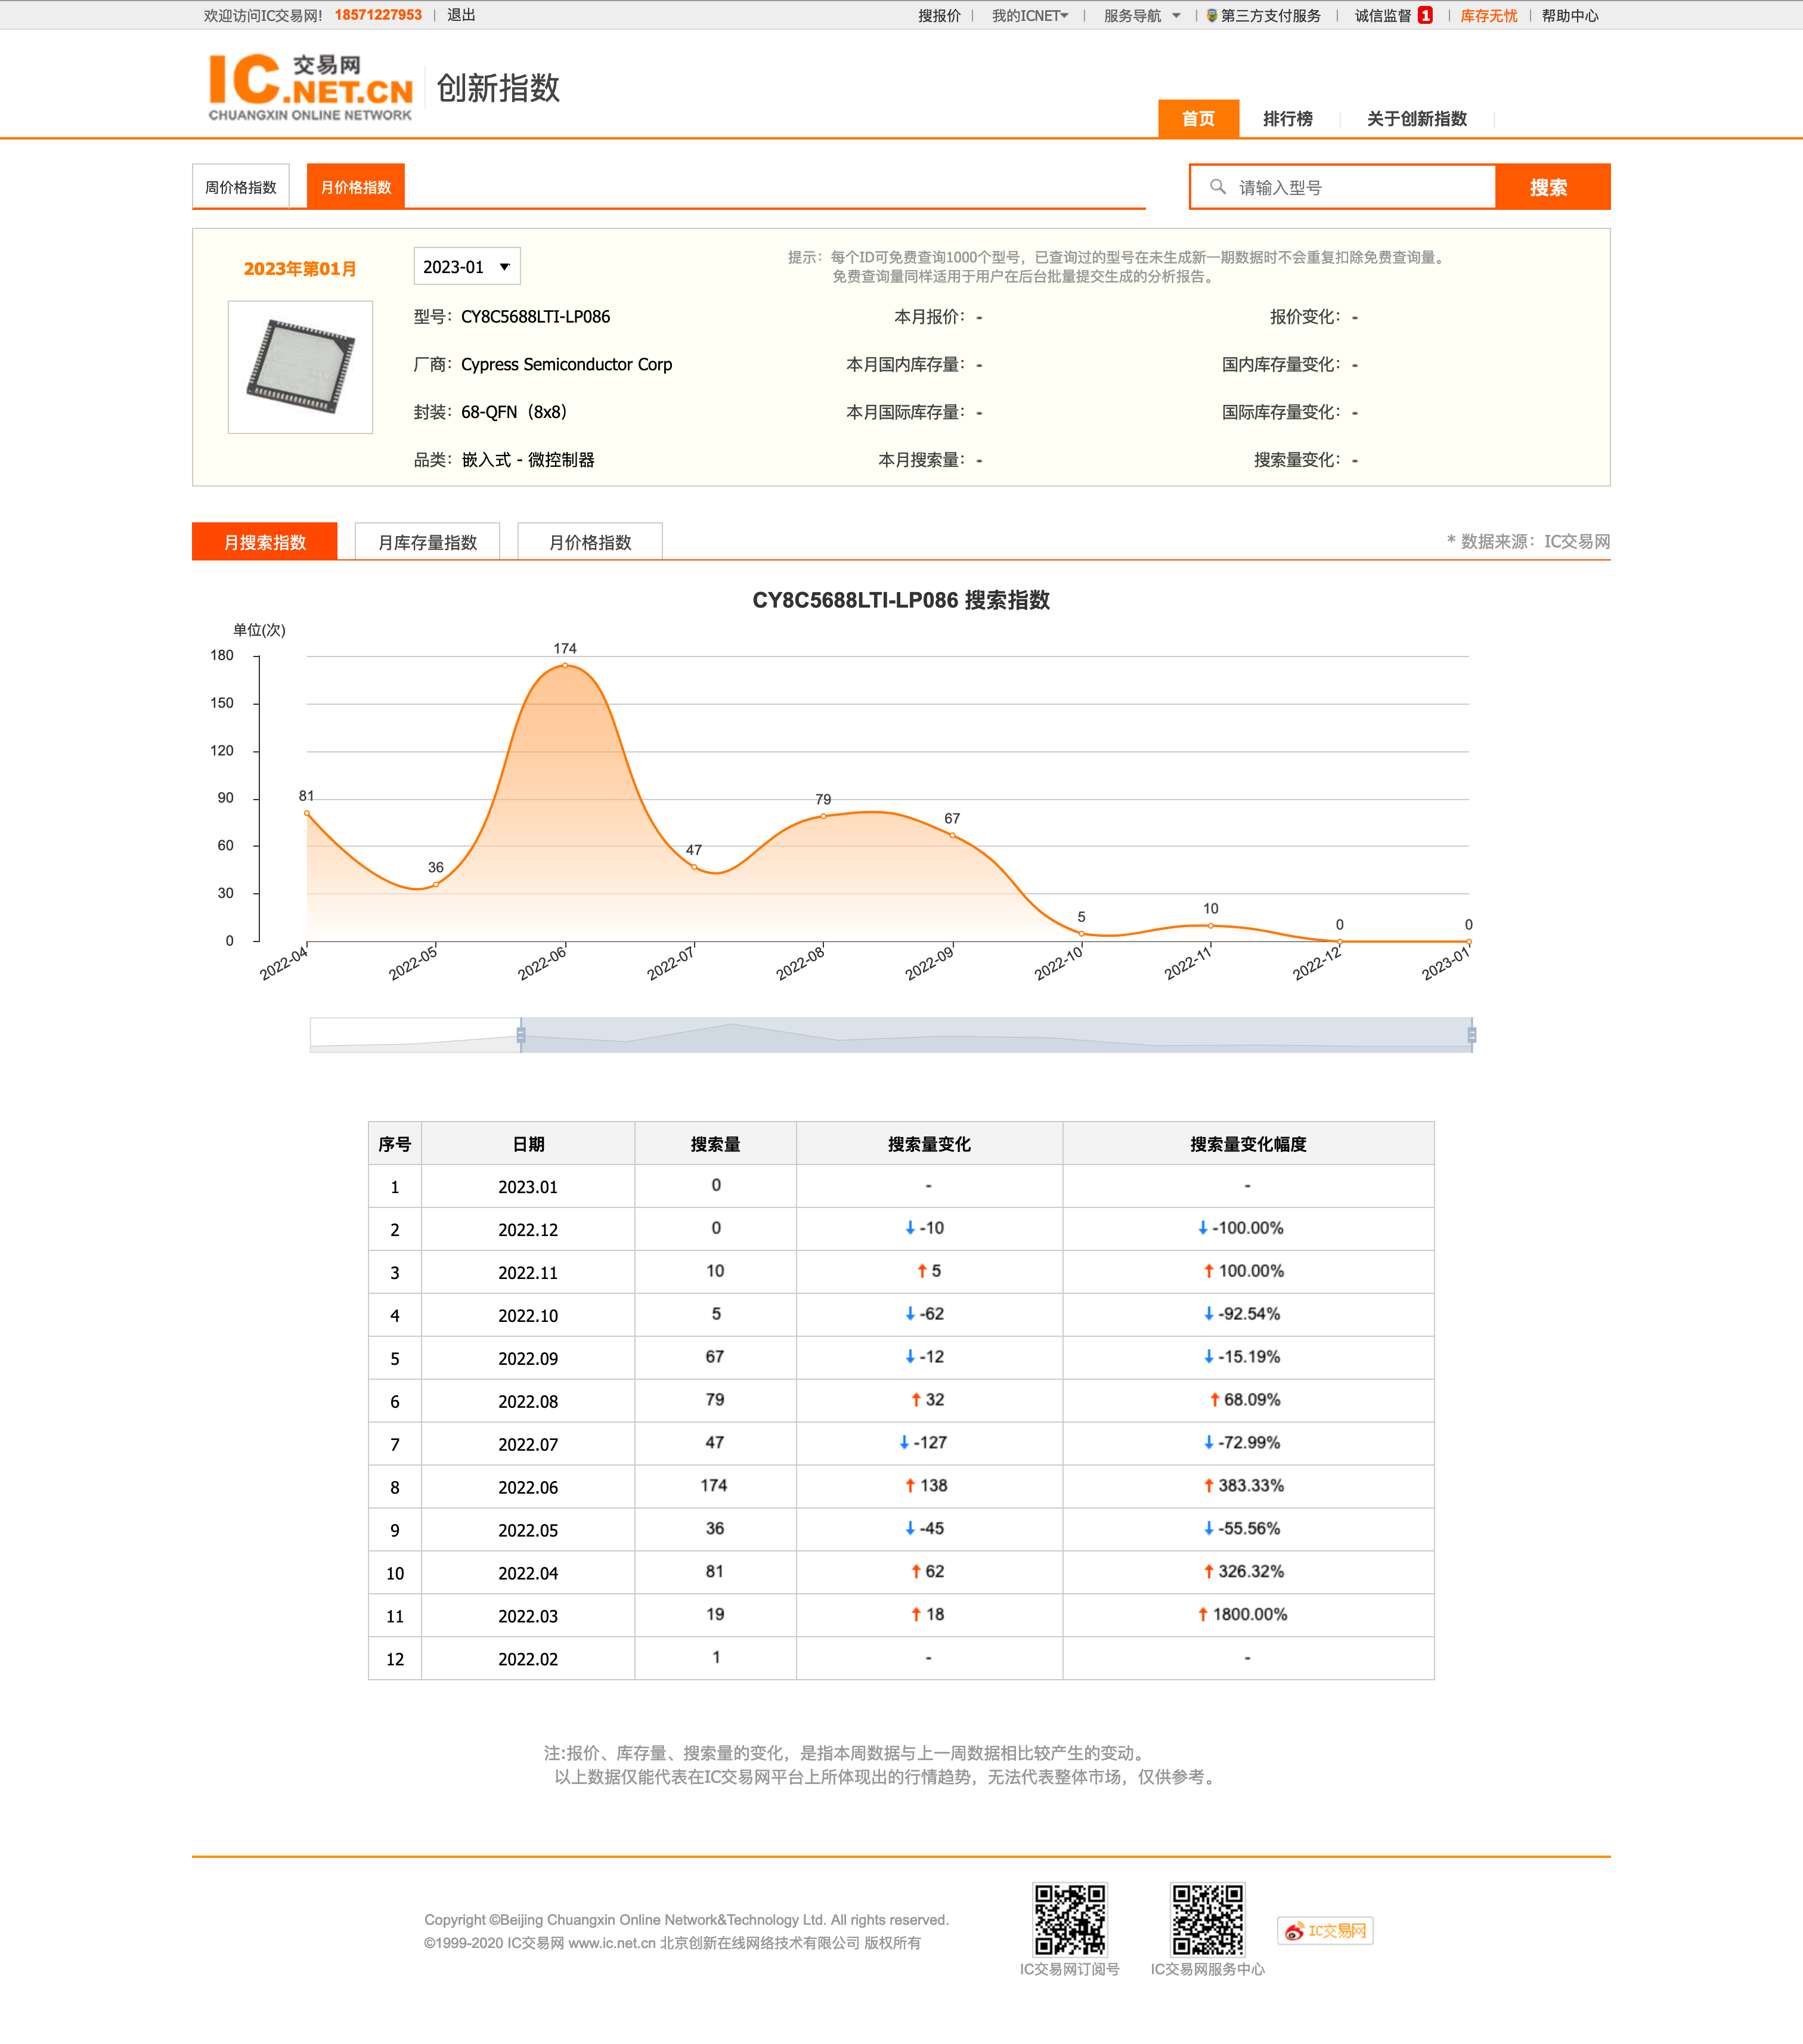 欢迎访问IC交易网! 18571227953 | 退出
搜报价 | 我的ICNET | 服务导航 | 第三方支付服务 | 诚信监督 1 | 库存无忧 | 帮助中心
IC 交易网
.NET.CN
CHUANGXIN ONLINE NETWORK
创新指数
首页 排行榜 关于创新指数
周价格指数 月价格指数
请输入型号 搜索
2023年第01月
2023-01
提示：每个ID可免费查询1000个型号，已查询过的型号在未生成新一期数据时不会重复扣除免费查询量。
免费查询量同样适用于用户在后台批量提交生成的分析报告。
型号：CY8C5688LTI-LP086 本月报价：- 报价变化：-
厂商：Cypress Semiconductor Corp 本月国内库存量：- 国内库存量变化：-
封装：68-QFN（8x8） 本月国际库存量：- 国际库存量变化：-
品类：嵌入式 - 微控制器 本月搜索量：- 搜索量变化：-
月搜索指数 月库存量指数 月价格指数
* 数据来源：IC交易网
CY8C5688LTI-LP086 搜索指数
单位(次)
180
150
120
90
60
30
0
81
36
174
47
79
67
5
10
0
0
2022-04 2022-05 2022-06 2022-07 2022-08 2022-09 2022-10 2022-11 2022-12 2023-01
序号 日期 搜索量 搜索量变化 搜索量变化幅度
1 2023.01 0 - -
2 2022.12 0 ↓ -10 ↓ -100.00%
3 2022.11 10 ↑ 5 ↑ 100.00%
4 2022.10 5 ↓ -62 ↓ -92.54%
5 2022.09 67 ↓ -12 ↓ -15.19%
6 2022.08 79 ↑ 32 ↑ 68.09%
7 2022.07 47 ↓ -127 ↓ -72.99%
8 2022.06 174 ↑ 138 ↑ 383.33%
9 2022.05 36 ↓ -45 ↓ -55.56%
10 2022.04 81 ↑ 62 ↑ 326.32%
11 2022.03 19 ↑ 18 ↑ 1800.00%
12 2022.02 1 - -
注:报价、库存量、搜索量的变化，是指本周数据与上一周数据相比较产生的变动。
以上数据仅能代表在IC交易网平台上所体现出的行情趋势，无法代表整体市场，仅供参考。
Copyright ©Beijing Chuangxin Online Network&Technology Ltd. All rights reserved.
©1999-2020 IC交易网 www.ic.net.cn 北京创新在线网络技术有限公司 版权所有
IC交易网订阅号
IC交易网服务中心
IC交易网